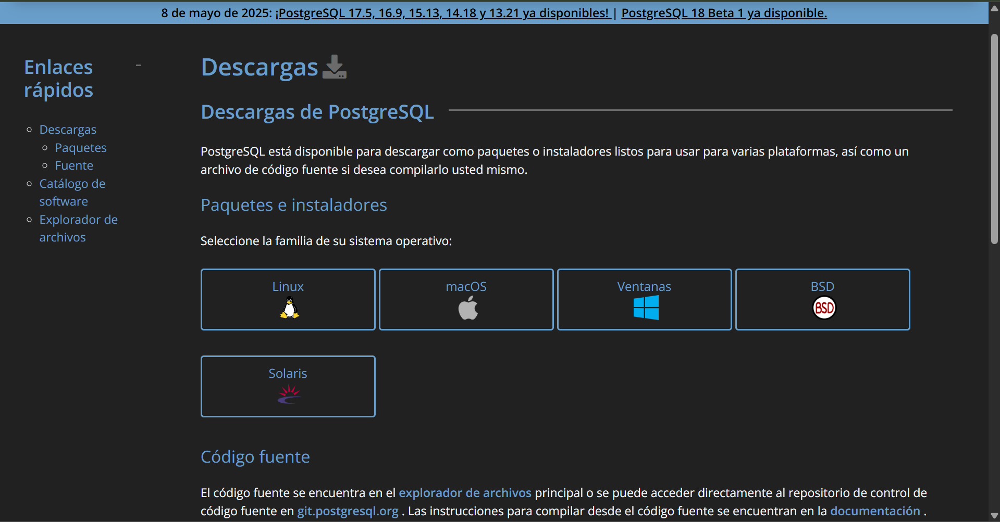 8 de mayo de 2025: ¡PostgreSQL 17.5, 16.9, 15.13, 14.18 y 13.21 ya disponibles! | PostgreSQL 18 Beta 1 ya disponible.
Enlaces
rápidos
Descargas
Paquetes
Fuente
Catálogo de
software
Explorador de
archivos
Descargas
Descargas de PostgreSQL
PostgreSQL está disponible para descargar como paquetes o instaladores listos para usar para varias plataformas, así como un
archivo de código fuente si desea compilarlo usted mismo.
Paquetes e instaladores
Seleccione la familia de su sistema operativo:
Linux
macOS
Ventanas
BSD
BSD
Solaris
Código fuente
El código fuente se encuentra en el explorador de archivos principal o se puede acceder directamente al repositorio de control de
código fuente en git.postgresql.org . Las instrucciones para compilar desde el código fuente se encuentran en la documentación .